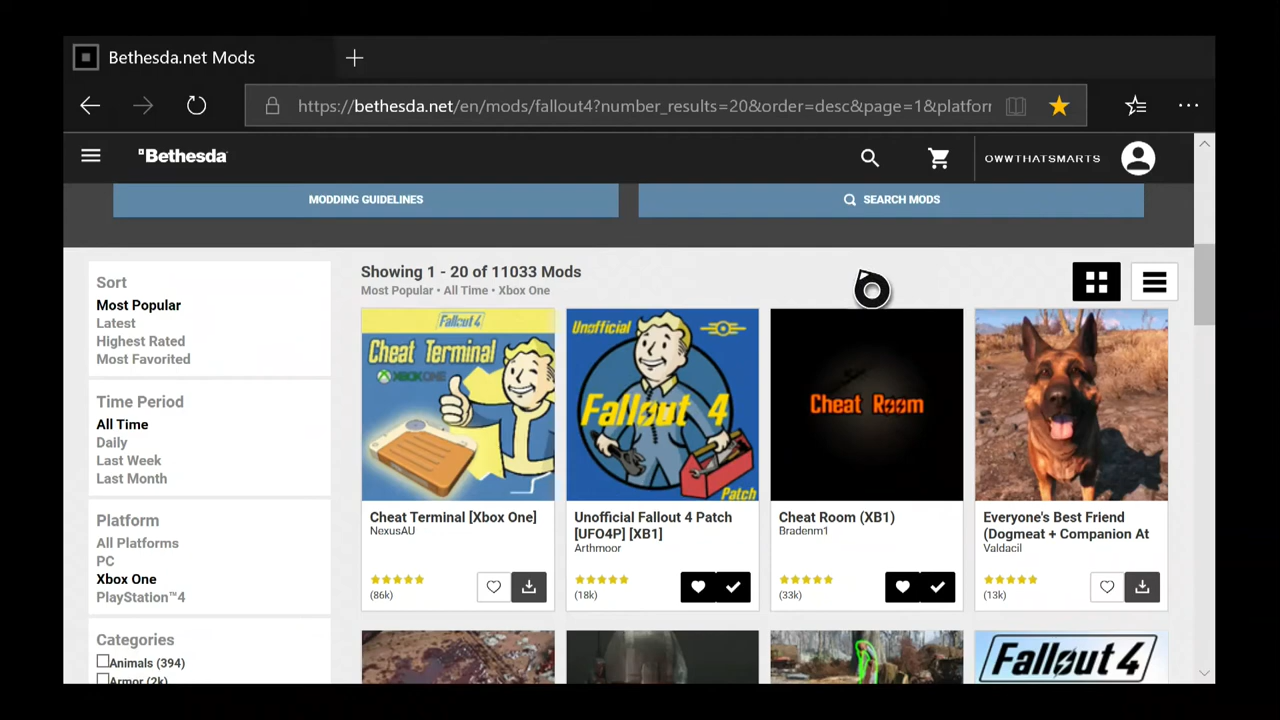 Bethesda.net Mods
https://bethesda.net/en/mods/fallout4?number_results=20&order=desc&page=1&platform
Bethesda
OWWTHATSMARTS
MODDING GUIDELINES
SEARCH MODS
Showing 1 - 20 of 11033 Mods
Most Popular • All Time • Xbox One
Sort
Most Popular
Latest
Highest Rated
Most Favorited
Time Period
All Time
Daily
Last Week
Last Month
Platform
All Platforms
PC
Xbox One
PlayStation™4
Categories
Animals (394)
Armor (2k)
Fallout 4
Cheat Terminal
XBOX ONE
Cheat Terminal [Xbox One]
NexusAU
(86k)
Unofficial
Fallout 4
Patch
Unofficial Fallout 4 Patch
[UFO4P] [XB1]
Arthmoor
(18k)
Cheat Room
Cheat Room (XB1)
Bradenm1
(33k)
Everyone's Best Friend
(Dogmeat + Companion At
Valdacil
(13k)
Fallout 4